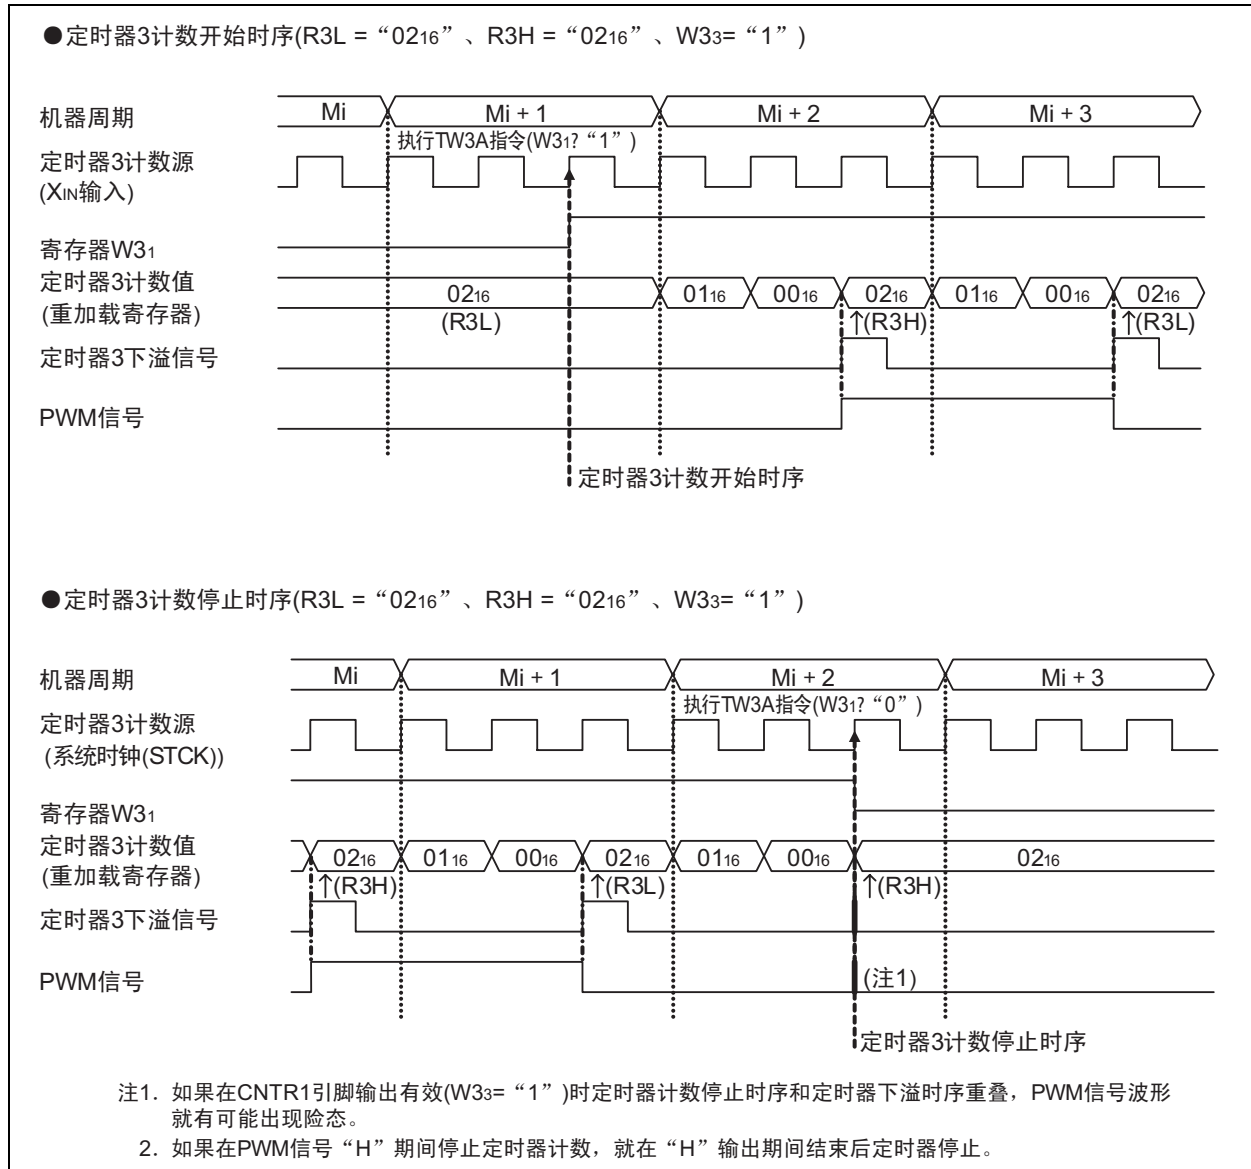 ●定时器3计数开始时序(R3L =“0216”、R3H =“0216”、W33=“1”)
机器周期
Mi
Mi + 1
Mi + 2
Mi + 3
执行TW3A指令(W31?“1”)
定时器3计数源
(XIN输入)
寄存器W31
定时器3计数值
(重加载寄存器)
0216
(R3L)
0116
0016
0216
↑(R3H)
0116
0016
0216
↑(R3L)
定时器3下溢信号
PWM信号
定时器3计数开始时序
●定时器3计数停止时序(R3L =“0216”、R3H =“0216”、W33=“1”)
机器周期
Mi
Mi + 1
Mi + 2
Mi + 3
执行TW3A指令(W31?“0”)
定时器3计数源
(系统时钟(STCK))
寄存器W31
定时器3计数值
(重加载寄存器)
0216
↑(R3H)
0116
0016
0216
↑(R3L)
0116
0016
↑(R3H)
0216
定时器3下溢信号
PWM信号
(注1)
定时器3计数停止时序
注1. 如果在CNTR1引脚输出有效(W33=“1”)时定时器计数停止时序和定时器下溢时序重叠，PWM信号波形
就有可能出现险态。
2. 如果在PWM信号“H”期间停止定时器计数，就在“H”输出期间结束后定时器停止。